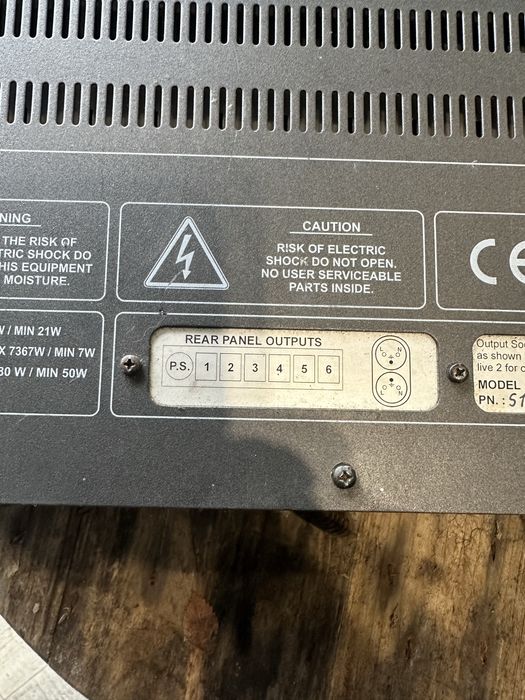 NING
THE RISK OF
TRIC SHOCK DO
HIS EQUIPMENT
MOISTURE.
CAUTION
RISK OF ELECTRIC
SHOCK DO NOT OPEN.
NO USER SERVICEABLE
PARTS INSIDE.
CE
W / MIN 21W
X 7367W / MIN 7W
30 W / MIN 50W
REAR PANEL OUTPUTS
P.S. 1 2 3 4 5 6
N
L N
Output So
as shown
live 2 for c
MODEL
PN. : S1